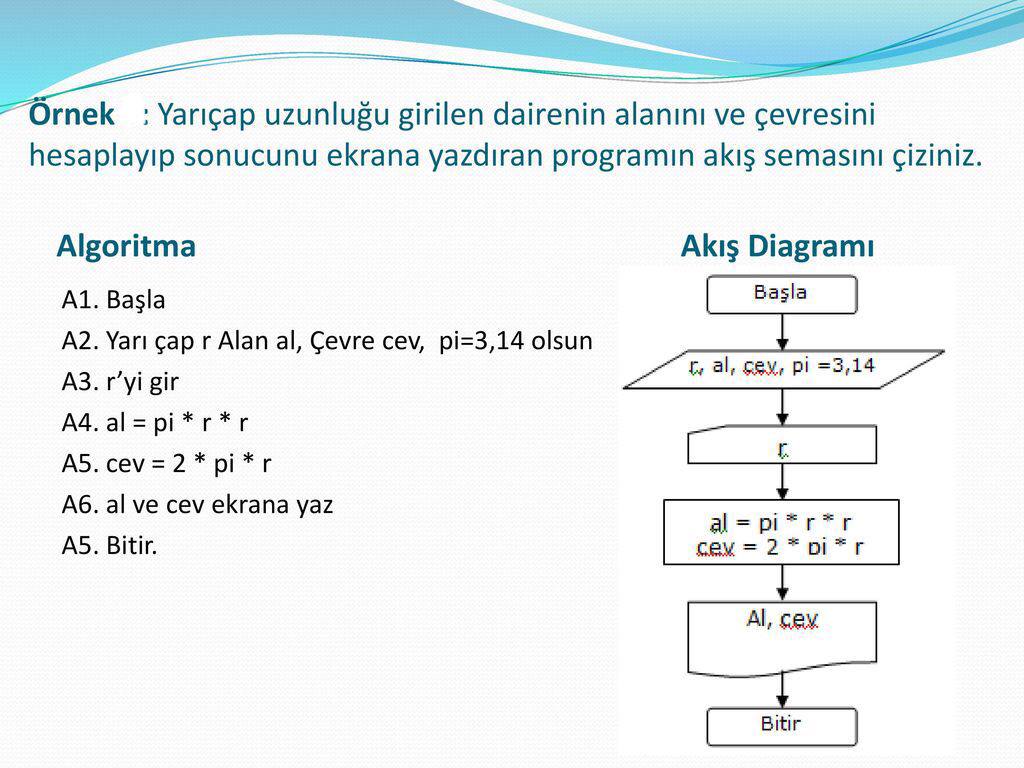 Örnek : Yarıçap uzunluğu girilen dairenin alanını ve çevresini
hesaplayıp sonucunu ekrana yazdıran programın akış semasını çiziniz.
Algoritma
A1. Başla
A2. Yarı çap r Alan al, Çevre cev, pi=3,14 olsun
A3. r’yi gir
A4. al = pi * r * r
A5. cev = 2 * pi * r
A6. al ve cev ekrana yaz
A5. Bitir.
Akış Diagramı
Başla
r, al, cev, pi =3,14
r
al = pi * r * r
cev = 2 * pi * r
Al, cev
Bitir